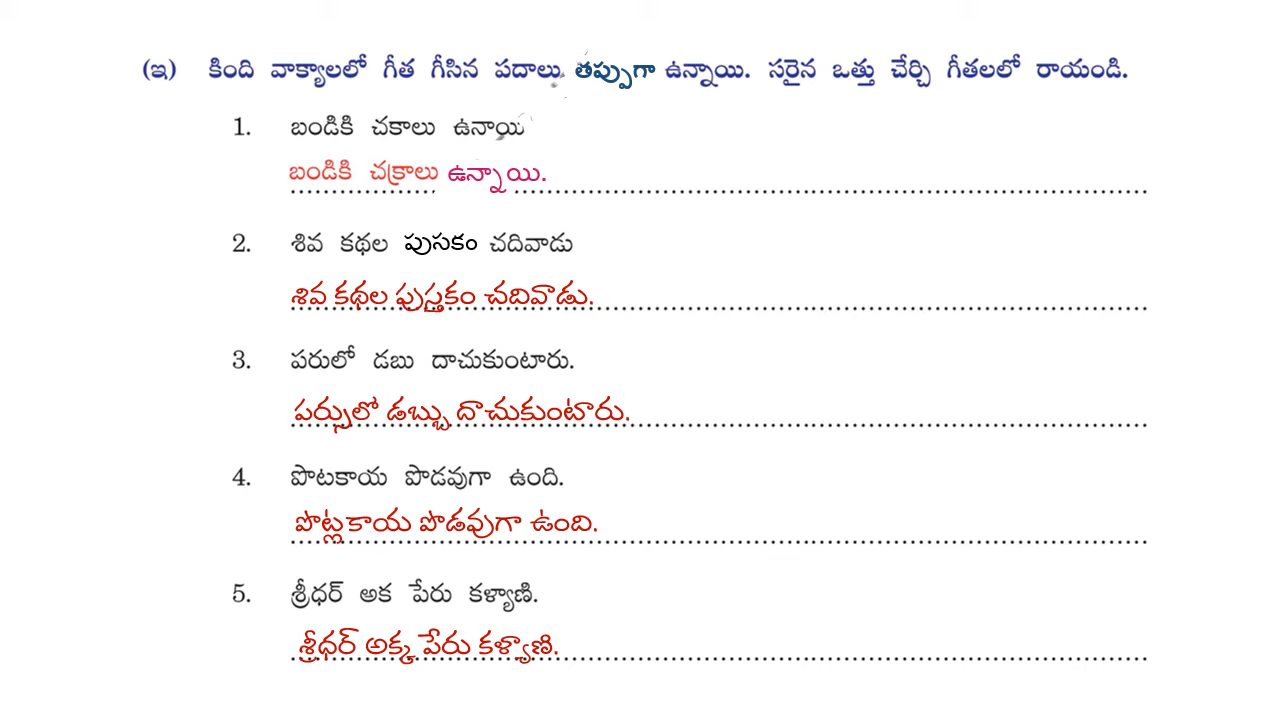 (ఇ) కింది వాక్యాలలో గీత గీసిన పదాలు తప్పుగా ఉన్నాయి. సరైన ఒత్తు చేర్చి గీతలలో రాయండి.
1. బండికి చకాలు ఉనాయి
బండికి చక్రాలు ఉన్నాయి.
2. శివ కథల పుసకం చదివాడు
శివ కథల పుస్తకం చదివాడు.
3. పరులో డబు దాచుకుంటారు.
పర్సులో డబ్బు దాచుకుంటారు.
4. పొటకాయ పొడవుగా ఉంది.
పొట్లకాయ పొడవుగా ఉంది.
5. శ్రీధర్ అక పేరు కళ్యాణి.
శ్రీధర్ అక్క పేరు కళ్యాణి.